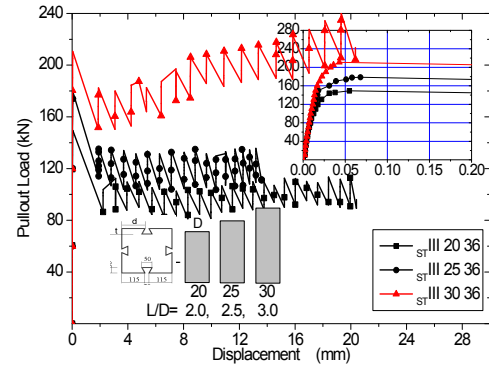 240
200
160
120
80
40
0
Pullout Load (kN)
0 4 8 12 16 20 24 28
Displacement (mm)
280
240
200
160
120
80
40
0.00 0.05 0.10 0.15 0.20
d
t
50
115 115
D
20 25 30
L/D= 2.0, 2.5, 3.0
STIII 20 36
STIII 25 36
STIII 30 36